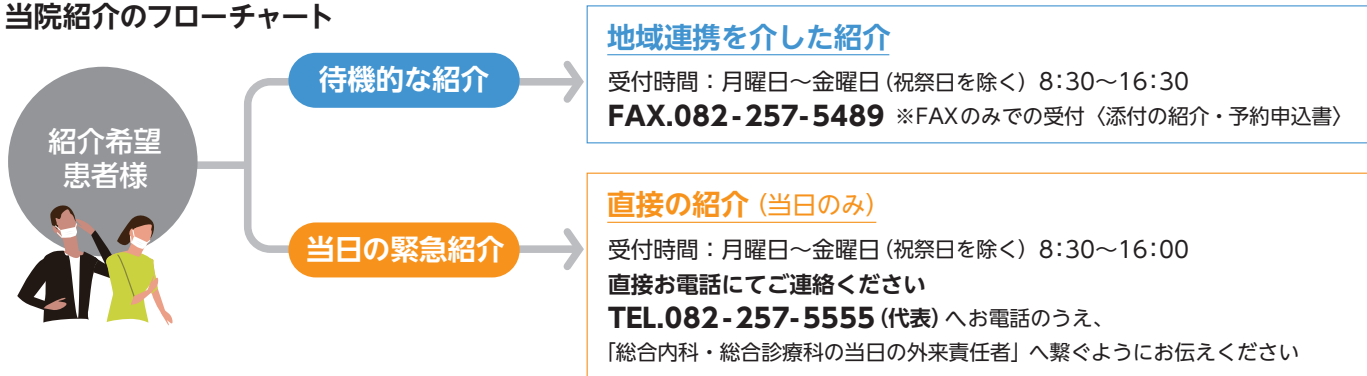 当院紹介のフローチャート
紹介希望
患者様
待機的な紹介
地域連携を介した紹介
受付時間：月曜日〜金曜日（祝祭日を除く）8：30〜16：30
FAX.082-257-5489 ※FAXのみでの受付〈添付の紹介・予約申込書〉
当日の緊急紹介
直接の紹介（当日のみ）
受付時間：月曜日〜金曜日（祝祭日を除く）8：30〜16：00
直接お電話にてご連絡ください
TEL.082-257-5555（代表）へお電話のうえ、
「総合内科・総合診療科の当日の外来責任者」へ繋ぐようにお伝えください